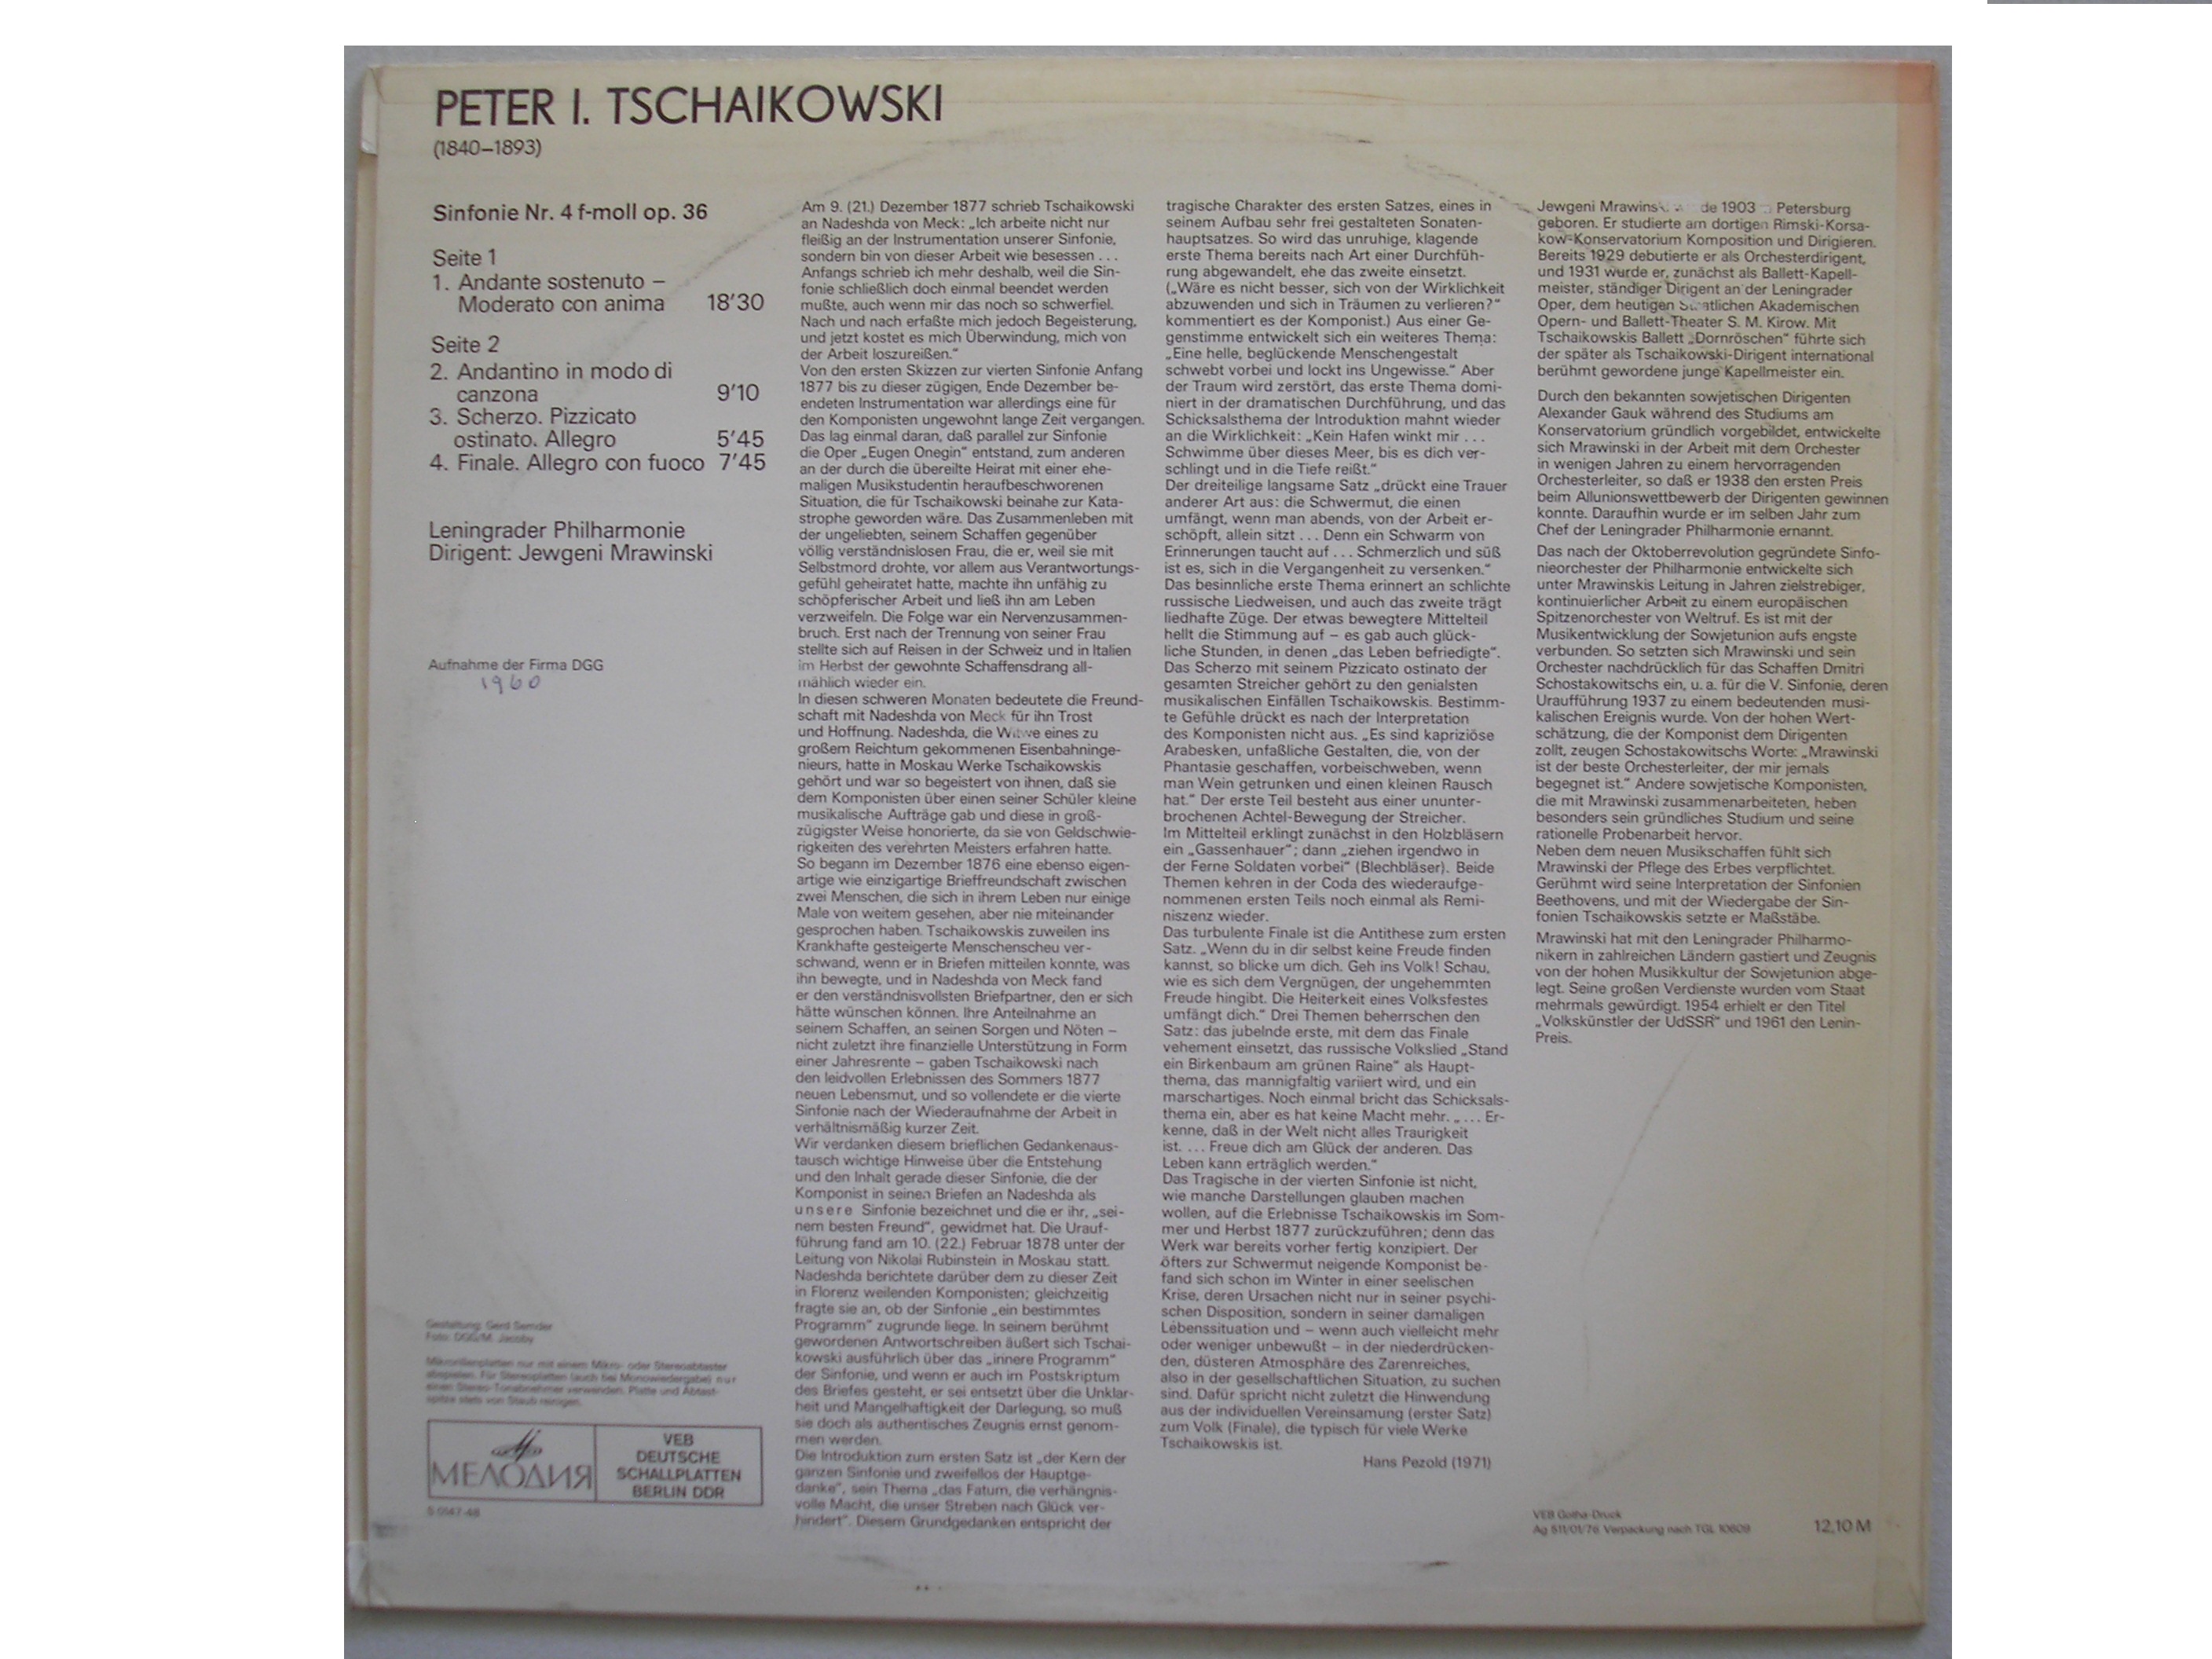 PETER I. TSCHAIKOWSKI
(1840–1893)
Sinfonie Nr. 4 f-moll op. 36
Seite 1
1. Andante sostenuto –
Moderato con anima 18'30
Seite 2
2. Andantino in modo di
canzona 9'10
3. Scherzo. Pizzicato
ostinato. Allegro 5'45
4. Finale. Allegro con fuoco 7'45
Leningrader Philharmonie
Dirigent: Jewgeni Mrawinski
Aufnahme der Firma DGG
1960
Gestaltung: Gerd Semder
Foto: DGG/M. Jacoby
Mikrorillenplatten nur mit einem Mikro- oder Stereoabtaster
abspielen. Für Stereoplatten (auch bei Monowiedergabe) nur
einen Stereo-Tonabnehmer verwenden. Platte und Abtast-
spitze stets von Staub reinigen.
МЕЛОДИЯ
VEB
DEUTSCHE
SCHALLPLATTEN
BERLIN DDR
S 0147-48
Am 9. (21.) Dezember 1877 schrieb Tschaikowski
an Nadeshda von Meck: „Ich arbeite nicht nur
fleißig an der Instrumentation unserer Sinfonie,
sondern bin von dieser Arbeit wie besessen . . .
Anfangs schrieb ich mehr deshalb, weil die Sin-
fonie schließlich doch einmal beendet werden
mußte, auch wenn mir das noch so schwerfiel.
Nach und nach erfaßte mich jedoch Begeisterung,
und jetzt kostet es mich Überwindung, mich von
der Arbeit loszureißen.“
Von den ersten Skizzen zur vierten Sinfonie Anfang
1877 bis zu dieser zügigen, Ende Dezember be-
endeten Instrumentation war allerdings eine für
den Komponisten ungewohnt lange Zeit vergangen.
Das lag einmal daran, daß parallel zur Sinfonie
die Oper „Eugen Onegin“ entstand, zum anderen
an der durch die übereilte Heirat mit einer ehe-
maligen Musikstudentin heraufbeschworenen
Situation, die für Tschaikowski beinahe zur Kata-
strophe geworden wäre. Das Zusammenleben mit
der ungeliebten, seinem Schaffen gegenüber
völlig verständnislosen Frau, die er, weil sie mit
Selbstmord drohte, vor allem aus Verantwortungs-
gefühl geheiratet hatte, machte ihn unfähig zu
schöpferischer Arbeit und ließ ihn am Leben
verzweifeln. Die Folge war ein Nervenzusammen-
bruch. Erst nach der Trennung von seiner Frau
stellte sich auf Reisen in der Schweiz und in Italien
im Herbst der gewohnte Schaffensdrang all-
mählich wieder ein.
In diesen schweren Monaten bedeutete die Freund-
schaft mit Nadeshda von Meck für ihn Trost
und Hoffnung. Nadeshda, die Witwe eines zu
großem Reichtum gekommenen Eisenbahninge-
nieurs, hatte in Moskau Werke Tschaikowskis
gehört und war so begeistert von ihnen, daß sie
dem Komponisten über einen seiner Schüler kleine
musikalische Aufträge gab und diese in groß-
zügigster Weise honorierte, da sie von Geldschwie-
rigkeiten des verehrten Meisters erfahren hatte.
So begann im Dezember 1876 eine ebenso eigen-
artige wie einzigartige Brieffreundschaft zwischen
zwei Menschen, die sich in ihrem Leben nur einige
Male von weitem gesehen, aber nie miteinander
gesprochen haben. Tschaikowskis zuweilen ins
Krankhafte gesteigerte Menschenscheu ver-
schwand, wenn er in Briefen mitteilen konnte, was
ihn bewegte, und in Nadeshda von Meck fand
er den verständnisvollsten Briefpartner, den er sich
hätte wünschen können. Ihre Anteilnahme an
seinem Schaffen, an seinen Sorgen und Nöten –
nicht zuletzt ihre finanzielle Unterstützung in Form
einer Jahresrente – gaben Tschaikowski nach
den leidvollen Erlebnissen des Sommers 1877
neuen Lebensmut, und so vollendete er die vierte
Sinfonie nach der Wiederaufnahme der Arbeit in
verhältnismäßig kurzer Zeit.
Wir verdanken diesem brieflichen Gedankenaus-
tausch wichtige Hinweise über die Entstehung
und den Inhalt gerade dieser Sinfonie, die der
Komponist in seinen Briefen an Nadeshda als
unsere Sinfonie bezeichnet und die er ihr, „sei-
nem besten Freund“, gewidmet hat. Die Urauf-
führung fand am 10. (22.) Februar 1878 unter der
Leitung von Nikolai Rubinstein in Moskau statt.
Nadeshda berichtete darüber dem zu dieser Zeit
in Florenz weilenden Komponisten; gleichzeitig
fragte sie an, ob der Sinfonie „ein bestimmtes
Programm“ zugrunde liege. In seinem berühmt
gewordenen Antwortschreiben äußert sich Tschai-
kowski ausführlich über das „innere Programm“
der Sinfonie, und wenn er auch im Postskriptum
des Briefes gesteht, er sei entsetzt über die Unklar-
heit und Mangelhaftigkeit der Darlegung, so muß
sie doch als authentisches Zeugnis ernst genom-
men werden.
Die Introduktion zum ersten Satz ist „der Kern der
ganzen Sinfonie und zweifellos der Hauptge-
danke“, sein Thema „das Fatum, die verhängnis-
volle Macht, die unser Streben nach Glück ver-
hindert“. Diesem Grundgedanken entspricht der
tragische Charakter des ersten Satzes, eines in
seinem Aufbau sehr frei gestalteten Sonaten-
hauptsatzes. So wird das unruhige, klagende
erste Thema bereits nach Art einer Durchfüh-
rung abgewandelt, ehe das zweite einsetzt.
(„Wäre es nicht besser, sich von der Wirklichkeit
abzuwenden und sich in Träumen zu verlieren?“
kommentiert es der Komponist.) Aus einer Ge-
genstimme entwickelt sich ein weiteres Thema:
„Eine helle, beglückende Menschengestalt
schwebt vorbei und lockt ins Ungewisse.“ Aber
der Traum wird zerstört, das erste Thema domi-
niert in der dramatischen Durchführung, und das
Schicksalsthema der Introduktion mahnt wieder
an die Wirklichkeit: „Kein Hafen winkt mir . . .
Schwimme über dieses Meer, bis es dich ver-
schlingt und in die Tiefe reißt.“
Der dreiteilige langsame Satz „drückt eine Trauer
anderer Art aus: die Schwermut, die einen
umfängt, wenn man abends, von der Arbeit er-
schöpft, allein sitzt . . . Denn ein Schwarm von
Erinnerungen taucht auf . . . Schmerzlich und süß
ist es, sich in die Vergangenheit zu versenken.“
Das besinnliche erste Thema erinnert an schlichte
russische Liedweisen, und auch das zweite trägt
liedhafte Züge. Der etwas bewegtere Mittelteil
hellt die Stimmung auf – es gab auch glück-
liche Stunden, in denen „das Leben befriedigte“.
Das Scherzo mit seinem Pizzicato ostinato der
gesamten Streicher gehört zu den genialsten
musikalischen Einfällen Tschaikowskis. Bestimm-
te Gefühle drückt es nach der Interpretation
des Komponisten nicht aus. „Es sind kapriziöse
Arabesken, unfaßliche Gestalten, die, von der
Phantasie geschaffen, vorbeischweben, wenn
man Wein getrunken und einen kleinen Rausch
hat.“ Der erste Teil besteht aus einer ununter-
brochenen Achtel-Bewegung der Streicher.
Im Mittelteil erklingt zunächst in den Holzbläsern
ein „Gassenhauer“; dann „ziehen irgendwo in
der Ferne Soldaten vorbei“ (Blechbläser). Beide
Themen kehren in der Coda des wiederaufge-
nommenen ersten Teils noch einmal als Remi-
niszenz wieder.
Das turbulente Finale ist die Antithese zum ersten
Satz. „Wenn du in dir selbst keine Freude finden
kannst, so blicke um dich. Geh ins Volk! Schau,
wie es sich dem Vergnügen, der ungehemmten
Freude hingibt. Die Heiterkeit eines Volksfestes
umfängt dich.“ Drei Themen beherrschen den
Satz: das jubelnde erste, mit dem das Finale
vehement einsetzt, das russische Volkslied „Stand
ein Birkenbaum am grünen Raine“ als Haupt-
thema, das mannigfaltig variiert wird, und ein
marschartiges. Noch einmal bricht das Schicksals-
thema ein, aber es hat keine Macht mehr. „. . . Er-
kenne, daß in der Welt nicht alles Traurigkeit
ist. . . . Freue dich am Glück der anderen. Das
Leben kann erträglich werden.“
Das Tragische in der vierten Sinfonie ist nicht,
wie manche Darstellungen glauben machen
wollen, auf die Erlebnisse Tschaikowskis im Som-
mer und Herbst 1877 zurückzuführen; denn das
Werk war bereits vorher fertig konzipiert. Der
öfters zur Schwermut neigende Komponist be-
fand sich schon im Winter in einer seelischen
Krise, deren Ursachen nicht nur in seiner psychi-
schen Disposition, sondern in seiner damaligen
Lebenssituation und – wenn auch vielleicht mehr
oder weniger unbewußt – in der niederdrücken-
den, düsteren Atmosphäre des Zarenreiches,
also in der gesellschaftlichen Situation, zu suchen
sind. Dafür spricht nicht zuletzt die Hinwendung
aus der individuellen Vereinsamung (erster Satz)
zum Volk (Finale), die typisch für viele Werke
Tschaikowskis ist.
Hans Pezold (1971)
Jewgeni 1903 Petersburg
geboren. Er studierte am dortigen Rimski-Korsa-
kow-Konservatorium Komposition und Dirigieren.
Bereits 1929 debutierte er als Orchesterdirigent,
und 1931 wurde er, zunächst als Ballett-Kapell-
meister, ständiger Dirigent an der Leningrader
Oper, dem heutigen Staatlichen Akademischen
Opern- und Ballett-Theater S. M. Kirow. Mit
Tschaikowskis Ballett „Dornröschen“ führte sich
der später als Tschaikowski-Dirigent international
berühmt gewordene junge Kapellmeister ein.
Durch den bekannten sowjetischen Dirigenten
Alexander Gauk während des Studiums am
Konservatorium gründlich vorgebildet, entwickelte
sich Mrawinski in der Arbeit mit dem Orchester
in wenigen Jahren zu einem hervorragenden
Orchesterleiter, so daß er 1938 den ersten Preis
beim Allunionswettbewerb der Dirigenten gewinnen
konnte. Daraufhin wurde er im selben Jahr zum
Chef der Leningrader Philharmonie ernannt.
Das nach der Oktoberrevolution gegründete Sinfo-
nieorchester der Philharmonie entwickelte sich
unter Mrawinskis Leitung in Jahren zielstrebiger,
kontinuierlicher Arbeit zu einem europäischen
Spitzenorchester von Weltruf. Es ist mit der
Musikentwicklung der Sowjetunion aufs engste
verbunden. So setzten sich Mrawinski und sein
Orchester nachdrücklich für das Schaffen Dmitri
Schostakowitschs ein, u. a. für die V. Sinfonie, deren
Uraufführung 1937 zu einem bedeutenden musi-
kalischen Ereignis wurde. Von der hohen Wert-
schätzung, die der Komponist dem Dirigenten
zollt, zeugen Schostakowitschs Worte: „Mrawinski
ist der beste Orchesterleiter, der mir jemals
begegnet ist.“ Andere sowjetische Komponisten,
die mit Mrawinski zusammenarbeiteten, heben
besonders sein gründliches Studium und seine
rationelle Probenarbeit hervor.
Neben dem neuen Musikschaffen fühlt sich
Mrawinski der Pflege des Erbes verpflichtet.
Gerühmt wird seine Interpretation der Sinfonien
Beethovens, und mit der Wiedergabe der Sin-
fonien Tschaikowskis setzte er Maßstäbe.
Mrawinski hat mit den Leningrader Philharmo-
nikern in zahlreichen Ländern gastiert und Zeugnis
von der hohen Musikkultur der Sowjetunion abge-
legt. Seine großen Verdienste wurden vom Staat
mehrmals gewürdigt. 1954 erhielt er den Titel
„Volkskünstler der UdSSR“ und 1961 den Lenin-
Preis.
VEB Gotha-Druck
Ag 511/01/76 Verpackung nach TGL 10609
12,10 M